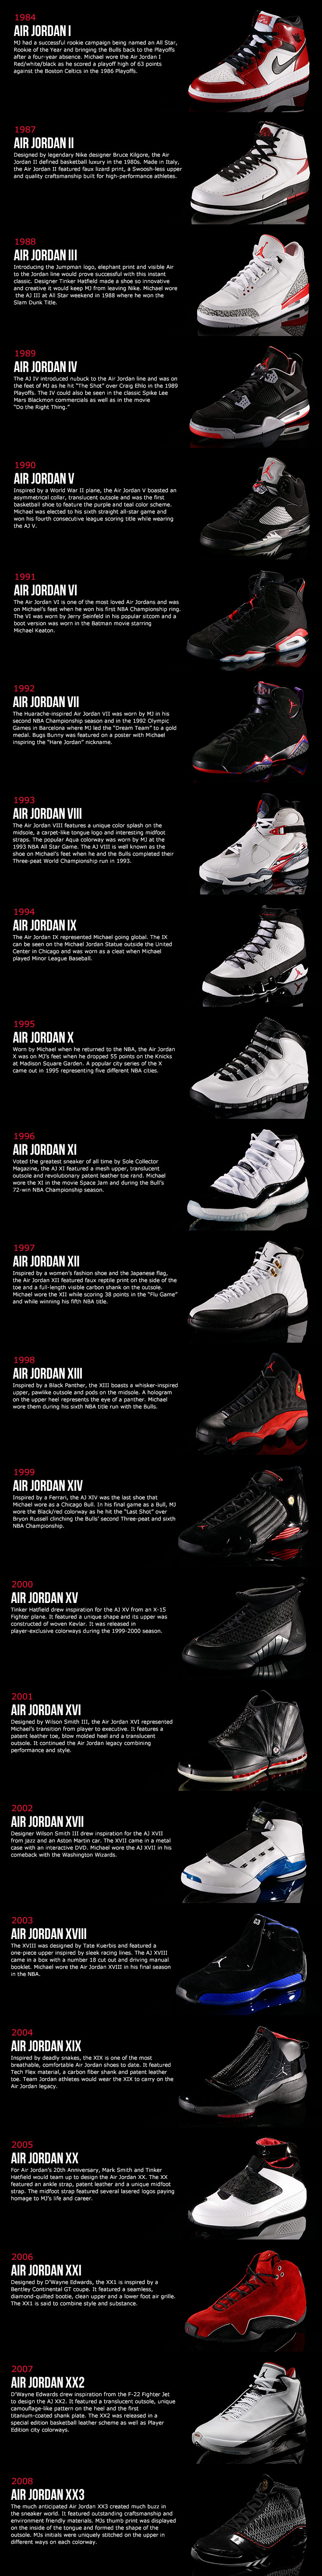 1984
AIR JORDAN I
MJ had a successful rookie campaign being named an All Star,
Rookie of the Year and bringing the Bulls back to the Playoffs
after a four-year absence. Michael wore the Air Jordan I
Red/white/black as he scored a playoff high of 63 points
against the Boston Celtics in the 1986 Playoffs.
1987
AIR JORDAN II
Designed by legendary Nike designer Bruce Kilgore, the Air
Jordan II defined basketball luxury in the 1980s. Made in Italy,
the Air Jordan II featured faux lizard print, a Swoosh-less upper
and quality craftsmanship built for high-performance athletes.
1988
AIR JORDAN III
Introducing the Jumpman logo, elephant print and visible Air
to the Jordan line would prove successful with this instant
classic. Designer Tinker Hatfield made a shoe so innovative
and creative it would keep MJ from leaving Nike. Michael wore
the AJ III at All Star weekend in 1988 where he won the
Slam Dunk Title.
1989
AIR JORDAN IV
The AJ IV introduced nubuck to the Air Jordan line and was on
the feet of MJ as he hit "The Shot" over Craig Ehlo in the 1989
Playoffs. The IV could also be seen in the classic Spike Lee
Mars Blackmon commercials as well as in the movie
"Do the Right Thing."
1990
AIR JORDAN V
Inspired by a World War II plane, the Air Jordan V boasted an
asymmetrical collar, translucent outsole and was the first
basketball shoe to feature the purple and teal color scheme.
Michael was elected to his sixth straight all-star game and
won his fourth consecutive league scoring title while wearing
the AJ V.
1991
AIR JORDAN VI
The Air Jordan VI is one of the most loved Air Jordans and was
on Michael's feet when he won his first NBA Championship ring.
The VI was worn by Jerry Seinfeld in his popular sitcom and a
boot version was worn in the Batman movie starring
Michael Keaton.
1992
AIR JORDAN VII
The Huarache-inspired Air Jordan VII was worn by MJ in his
second NBA Championship season and in the 1992 Olympic
Games in Barcelona where MJ led the "Dream Team" to a gold
medal. Bugs Bunny was featured on a poster with Michael
inspiring the "Hare Jordan" nickname.
1993
AIR JORDAN VIII
The Air Jordan VIII features a unique color splash on the
midsole, a carpet-like tongue logo and interesting midfoot
straps. The popular Aqua colorway was worn by MJ at the
1993 NBA All Star Game. The AJ VIII is well known as the
shoe on Michael's feet when he and the Bulls completed their
Three-peat World Championship run in 1993.
1994
AIR JORDAN IX
The Air Jordan IX represented Michael going global. The IX
can be seen on the Michael Jordan Statue outside the United
Center in Chicago and was worn as a cleat when MJ
played Minor League Baseball.
1995
AIR JORDAN X
Worn by Michael when he returned to the NBA, the Air Jordan
X was on MJ's feet when he dropped 55 points on the Knicks
at Madison Square Garden. A popular city series of the X
came out in 1995 representing five different NBA cities.
1996
AIR JORDAN XI
Voted the greatest sneaker of all time by Sole Collector
Magazine, the AJ XI featured a mesh upper, translucent
outsole and revolutionary patent leather design. Michael
wore the XI in the movie Space Jam and during the Bull's
72-win NBA Championship season.
1997
AIR JORDAN XII
Inspired by a women's fashion shoe and the Japanese flag,
the Air Jordan XII featured faux reptile print on the side of the
toe and a full-length visible carbon shank on the outsole.
Michael wore the XII while scoring 38 points in the "Flu Game"
and while winning his fifth NBA title.
1998
AIR JORDAN XIII
Inspired by a Black Panther, the XIII boasts a whisker-inspired
upper, pawlike outsole and pods on the midsole. A hologram
on the upper represents the eye of a panther. Michael
wore them during his sixth NBA title run with the Bulls.
1999
AIR JORDAN XIV
Inspired by a Ferrari, the AJ XIV was the last shoe that
Michael wore as a Chicago Bull. In his final game as a Bull, MJ
wore the Black/red colorway as he hit the "Last Shot" over
Bryon Russell clinching the Bulls' second Three-peat and sixth
NBA Championship.
2000
AIR JORDAN XV
Tinker Hatfield drew inspiration for the AJ XV from an X-15
Fighter plane. It featured a unique shape and its upper was
constructed of woven Kevlar. It was released in
player-exclusive colorways during the 1999-2000 season.
2001
AIR JORDAN XVI
Designed by Wilson Smith III, the Air Jordan XVI represented
Michael's transition from player to executive. It features a
patent leather toe, blow molded heel and a translucent
outsole. It continued the Air Jordan legacy combining
performance and style.
2002
AIR JORDAN XVII
Designer Wilson Smith III drew inspiration for the AJ XVII
from jazz and an Aston Martin car. The XVII came in a metal
case with an interactive DVD. Michael wore the AJ XVII in his
comeback with the Washington Wizards.
2003
AIR JORDAN XVIII
The XVIII was designed by Tate Kuerbis and featured a
one-piece upper inspired by sleek racing lines. The AJ XVIII
came in a box with a number 18 cut out and driving manual
booklet. Michael wore the Air Jordan XVIII in his final season
in the NBA.
2004
AIR JORDAN XIX
Inspired by deadly snakes, the XIX is one of the most
breathable, comfortable Air Jordan shoes to date. It featured
Tech Flex material: a carbon fiber shank and patent leather
toe. Team Jordan athletes would wear the XIX to carry on the
Air Jordan legacy.
2005
AIR JORDAN XX
For Air Jordan's 20th Anniversary, Mark Smith and Tinker
Hatfield would team up to design the Air Jordan XX. The XX
featured an ankle strap, patent leather and a unique midfoot
strap. The midfoot strap featured several lasered logos paying
homage to MJ's life and career.
2006
AIR JORDAN XXI
Designed by D'Wayne Edwards, the XX1 is inspired by a
Bentley Continental GT coupe. It featured a seamless,
diamond-quilted bootie, clean upper and a lower foot air grille.
The XX1 is said to combine style and substance.
2007
AIR JORDAN XX2
D'Wayne Edwards drew inspiration from the F-22 Fighter Jet
to design the AJ XX2. It featured a translucent outsole, unique
camouflage-like pattern on the heel and the first
titanium-coated shank plate. The XX2 was released in a
special edition basketball leather scheme as well as Player
Edition city colorways.
2008
AIR JORDAN XX3
The much anticipated Air Jordan XX3 created much buzz in
the sneaker world. It featured outstanding craftsmanship and
environment friendly materials. MJs thumb print was displayed
on the inside of the tongue and formed the shape of the
outsole. MJs initials were uniquely stitched on the upper in
different ways on each colorway.